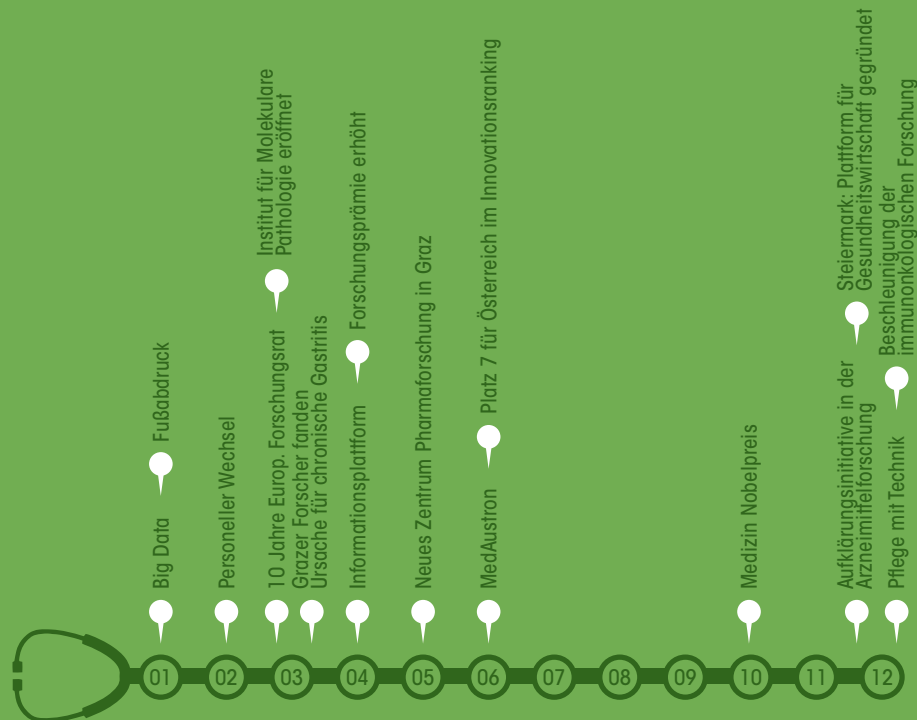 Big Data
Fußabdruck
Personeller Wechsel
10 Jahre Europ. Forschungsrat
Institut für Molekulare
Pathologie eröffnet
Grazer Forscher fanden
Ursache für chronische Gastritis
Informationsplattform
Forschungsprämie erhöht
Neues Zentrum Pharmaforschung in Graz
MedAustron
Platz 7 für Österreich im Innovationsranking
Medizin Nobelpreis
Aufklärungsinitiative in der
Arzneimittelforschung
Steiermark: Plattform für
Gesundheitswirtschaft gegründet
Pflege mit Technik
Beschleunigung der
immunonkologischen Forschung
01 02 03 04 05 06 07 08 09 10 11 12